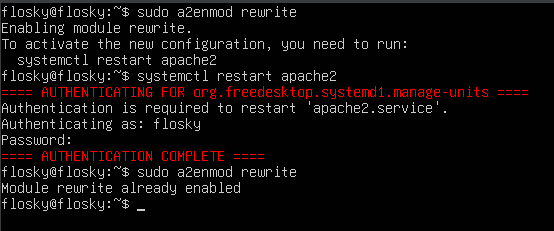 flosky@flosky:~$ sudo a2enmod rewrite
Enabling module rewrite.
To activate the new configuration, you need to run:
  systemctl restart apache2
flosky@flosky:~$ systemctl restart apache2
==== AUTHENTICATING FOR org.freedesktop.systemd1.manage-units ====
Authentication is required to restart 'apache2.service'.
Authenticating as: flosky
Password:
==== AUTHENTICATION COMPLETE ====
flosky@flosky:~$ sudo a2enmod rewrite
Module rewrite already enabled
flosky@flosky:~$ _